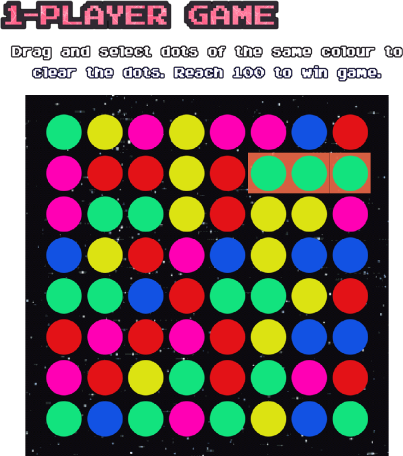 1-PLAYER GAME
Drag and select dots of the same colour to
clear the dots. Reach 100 to win game.